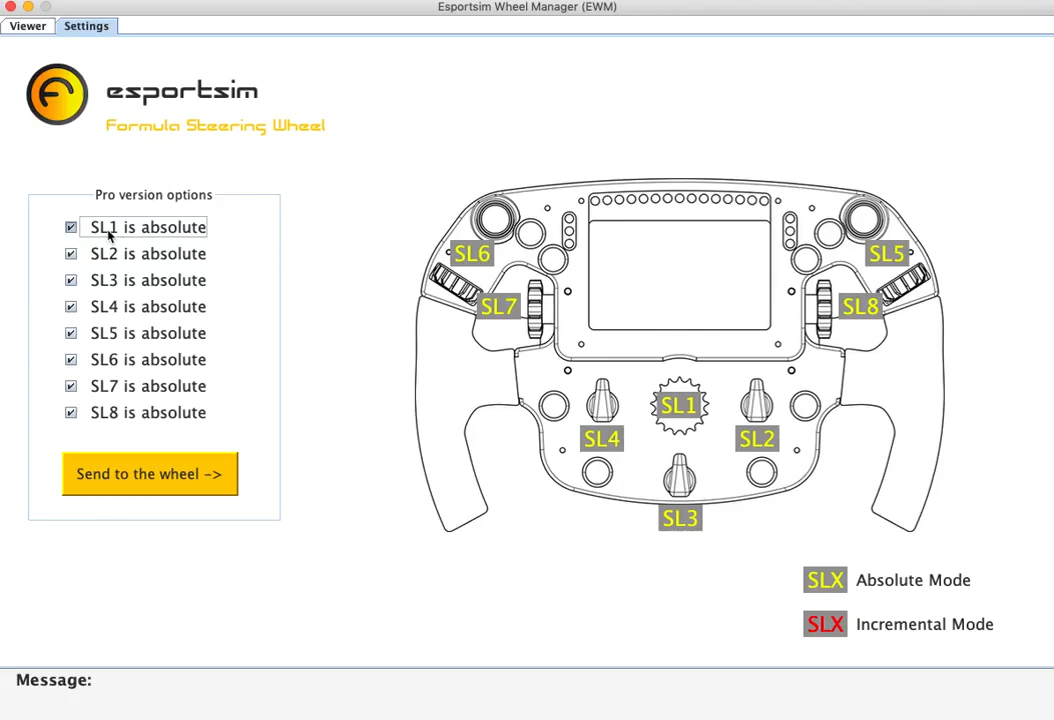 Esportsim Wheel Manager (EWM)
Viewer
Settings
esportsim
Formula Steering Wheel
Pro version options
SL1 is absolute
SL2 is absolute
SL3 is absolute
SL4 is absolute
SL5 is absolute
SL6 is absolute
SL7 is absolute
SL8 is absolute
Send to the wheel ->
SL6
SL5
SL7
SL8
SL1
SL4
SL2
SL3
SLX Absolute Mode
SLX Incremental Mode
Message: